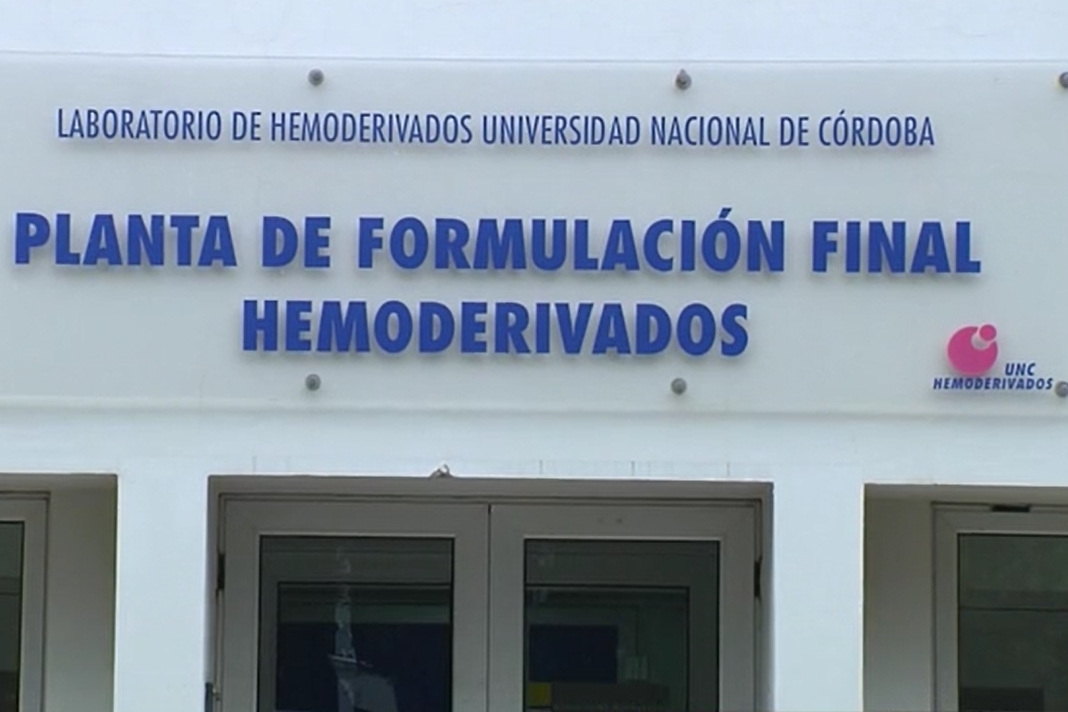 LABORATORIO DE HEMODERIVADOS UNIVERSIDAD NACIONAL DE CÓRDOBA
PLANTA DE FORMULACIÓN FINAL
HEMODERIVADOS
UNC
HEMODERIVADOS